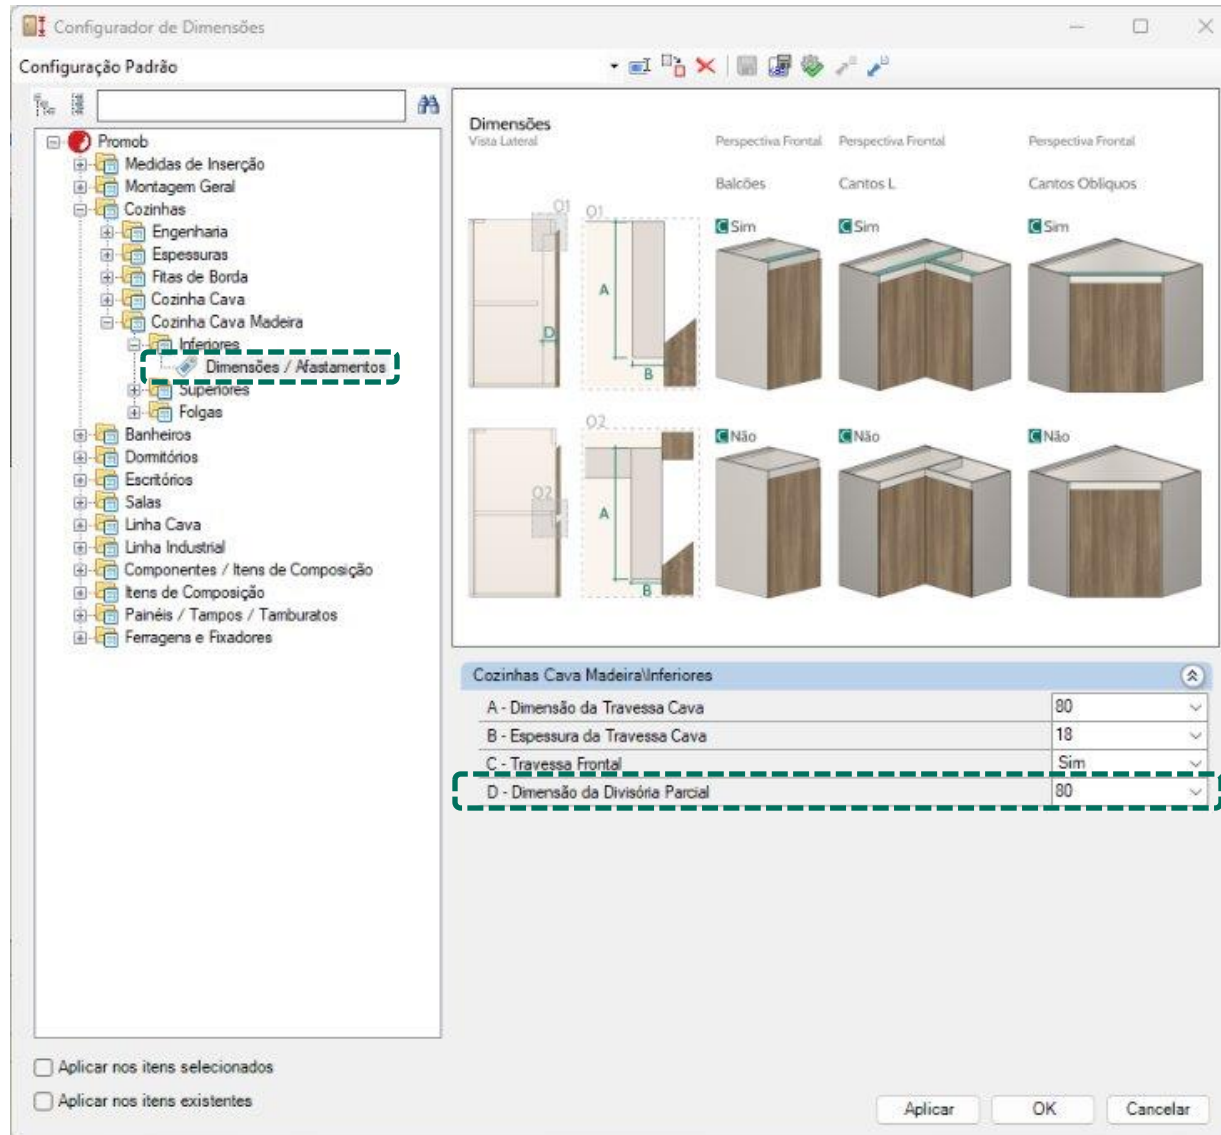 Configurador de Dimensões
Configuração Padrão
Promob
Medidas de Inserção
Montagem Geral
Cozinhas
Engenharia
Espessuras
Fitas de Borda
Cozinha Cava
Cozinha Cava Madeira
Inferiores
Dimensões / Afastamentos
Superiores
Folgas
Banheiros
Dormitórios
Escritórios
Salas
Linha Cava
Linha Industrial
Componentes / Itens de Composição
Itens de Composição
Painéis / Tampos / Tamburatos
Ferragens e Fixadores
Dimensões
Vista Lateral
Perspectiva Frontal Perspectiva Frontal Perspectiva Frontal
Balcões Cantos L Cantos Oblíquos
01 01
C Sim C Sim C Sim
A
D
B
02
C Não C Não C Não
02
A
B
Cozinhas Cava Madeira\Inferiores
A - Dimensão da Travessa Cava 80
B - Espessura da Travessa Cava 18
C - Travessa Frontal Sim
D - Dimensão da Divisória Parcial 80
Aplicar nos itens selecionados
Aplicar nos itens existentes
Aplicar OK Cancelar